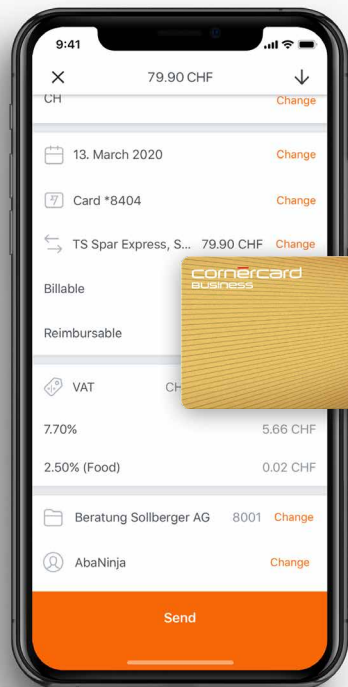 9:41
79.90 CHF
CH Change
13. March 2020 Change
Card *8404 Change
TS Spar Express, S... 79.90 CHF Change
cornèrcard
BUSINESS
Billable
Reimbursable
VAT CH
7.70% 5.66 CHF
2.50% (Food) 0.02 CHF
Beratung Sollberger AG 8001 Change
AbaNinja Change
Send